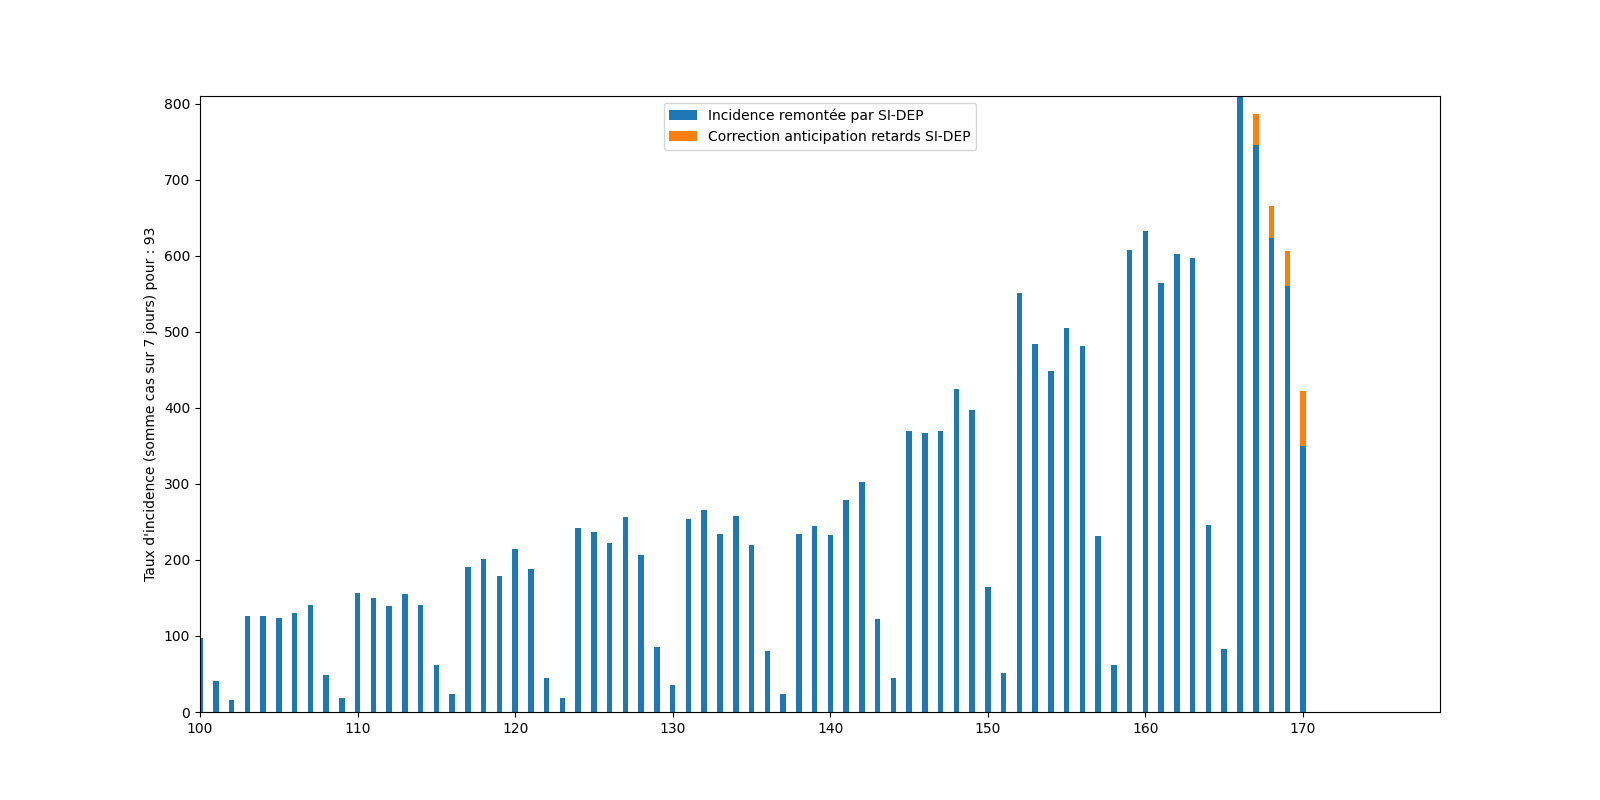 Incidence remontée par SI-DEP
Correction anticipation retards SI-DEP
Taux d'incidence (somme cas sur 7 jours) pour : 93
800
700
600
500
400
300
200
100
0
100 110 120 130 140 150 160 170